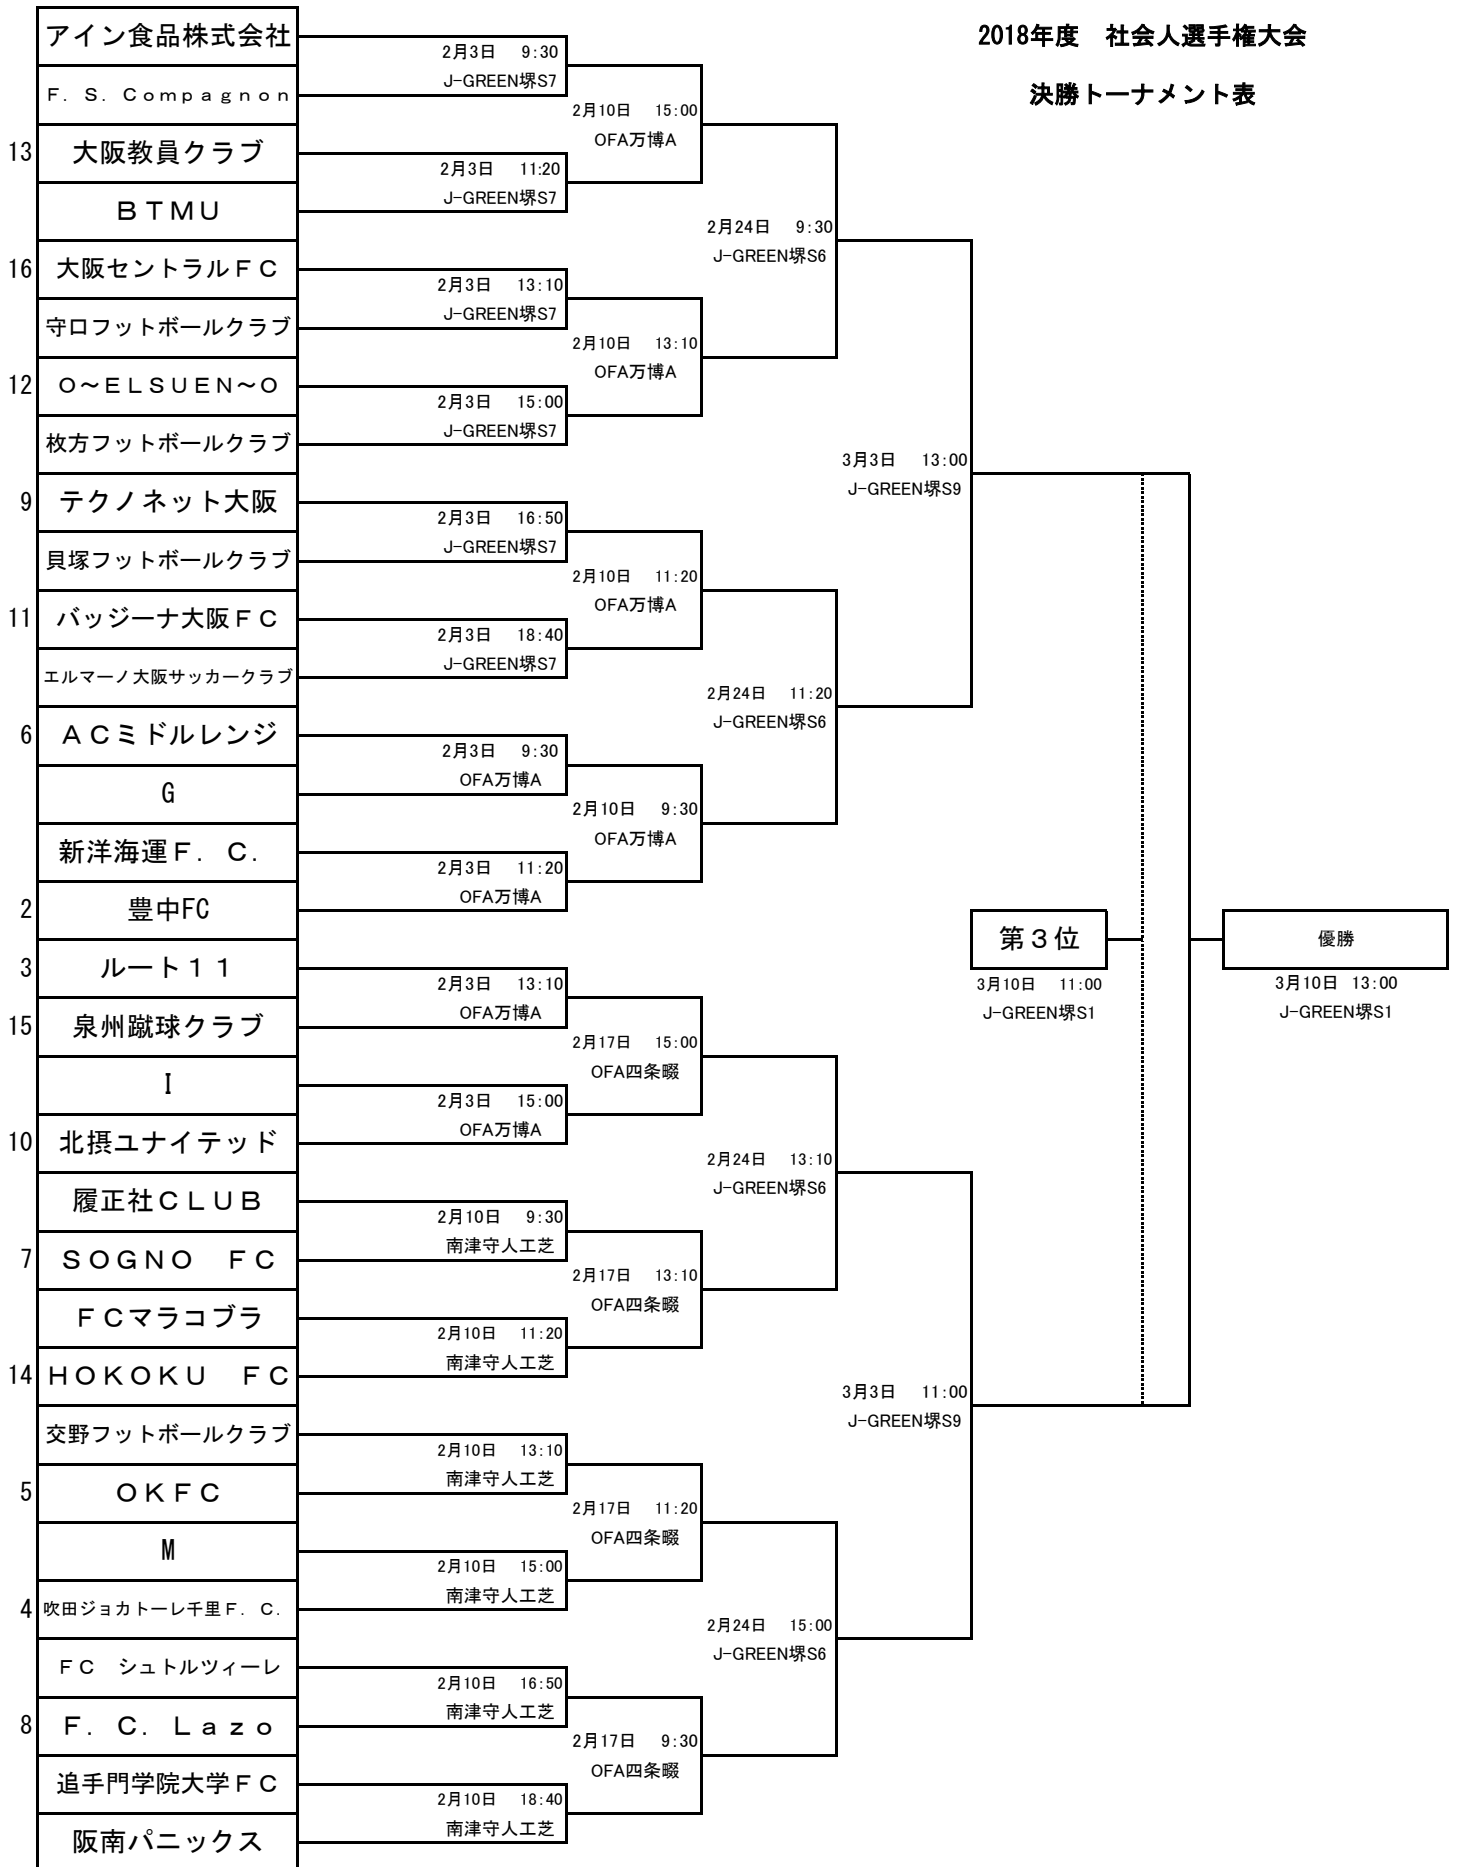 2018年度　社会人選手権大会
決勝トーナメント表
アイン食品株式会社
2月3日 9:30
J-GREEN堺S7
Ｆ．Ｓ．Ｃｏｍｐａｇｎｏｎ
2月10日 15:00
OFA万博A
13 大阪教員クラブ
2月3日 11:20
J-GREEN堺S7
ＢＴＭＵ
2月24日 9:30
J-GREEN堺S6
16 大阪セントラルＦＣ
2月3日 13:10
J-GREEN堺S7
守口フットボールクラブ
2月10日 13:10
OFA万博A
12 Ｏ～ＥＬＳＵＥＮ～Ｏ
2月3日 15:00
J-GREEN堺S7
枚方フットボールクラブ
3月3日 13:00
J-GREEN堺S9
9 テクノネット大阪
2月3日 16:50
J-GREEN堺S7
貝塚フットボールクラブ
2月10日 11:20
OFA万博A
11 バッジーナ大阪ＦＣ
2月3日 18:40
J-GREEN堺S7
エルマーノ大阪サッカークラブ
2月24日 11:20
J-GREEN堺S6
6 ＡＣミドルレンジ
2月3日 9:30
OFA万博A
G
2月10日 9:30
OFA万博A
新洋海運Ｆ．Ｃ．
2月3日 11:20
OFA万博A
2 豊中FC
第３位
3月10日 11:00
J-GREEN堺S1
優勝
3月10日 13:00
J-GREEN堺S1
3 ルート１１
2月3日 13:10
OFA万博A
15 泉州蹴球クラブ
2月17日 15:00
OFA四条畷
I
2月3日 15:00
OFA万博A
10 北摂ユナイテッド
2月24日 13:10
J-GREEN堺S6
履正社ＣＬＵＢ
2月10日 9:30
南津守人工芝
7 ＳＯＧＮＯ　ＦＣ
2月17日 13:10
OFA四条畷
ＦＣマラコブラ
2月10日 11:20
南津守人工芝
14 ＨＯＫＯＫＵ　ＦＣ
3月3日 11:00
J-GREEN堺S9
交野フットボールクラブ
2月10日 13:10
南津守人工芝
5 ＯＫＦＣ
2月17日 11:20
OFA四条畷
M
2月10日 15:00
南津守人工芝
4 吹田ジョカトーレ千里Ｆ．Ｃ．
2月24日 15:00
J-GREEN堺S6
ＦＣ　シュトルツィーレ
2月10日 16:50
南津守人工芝
8 Ｆ．Ｃ．Ｌａｚｏ
2月17日 9:30
OFA四条畷
追手門学院大学ＦＣ
2月10日 18:40
南津守人工芝
阪南パニックス